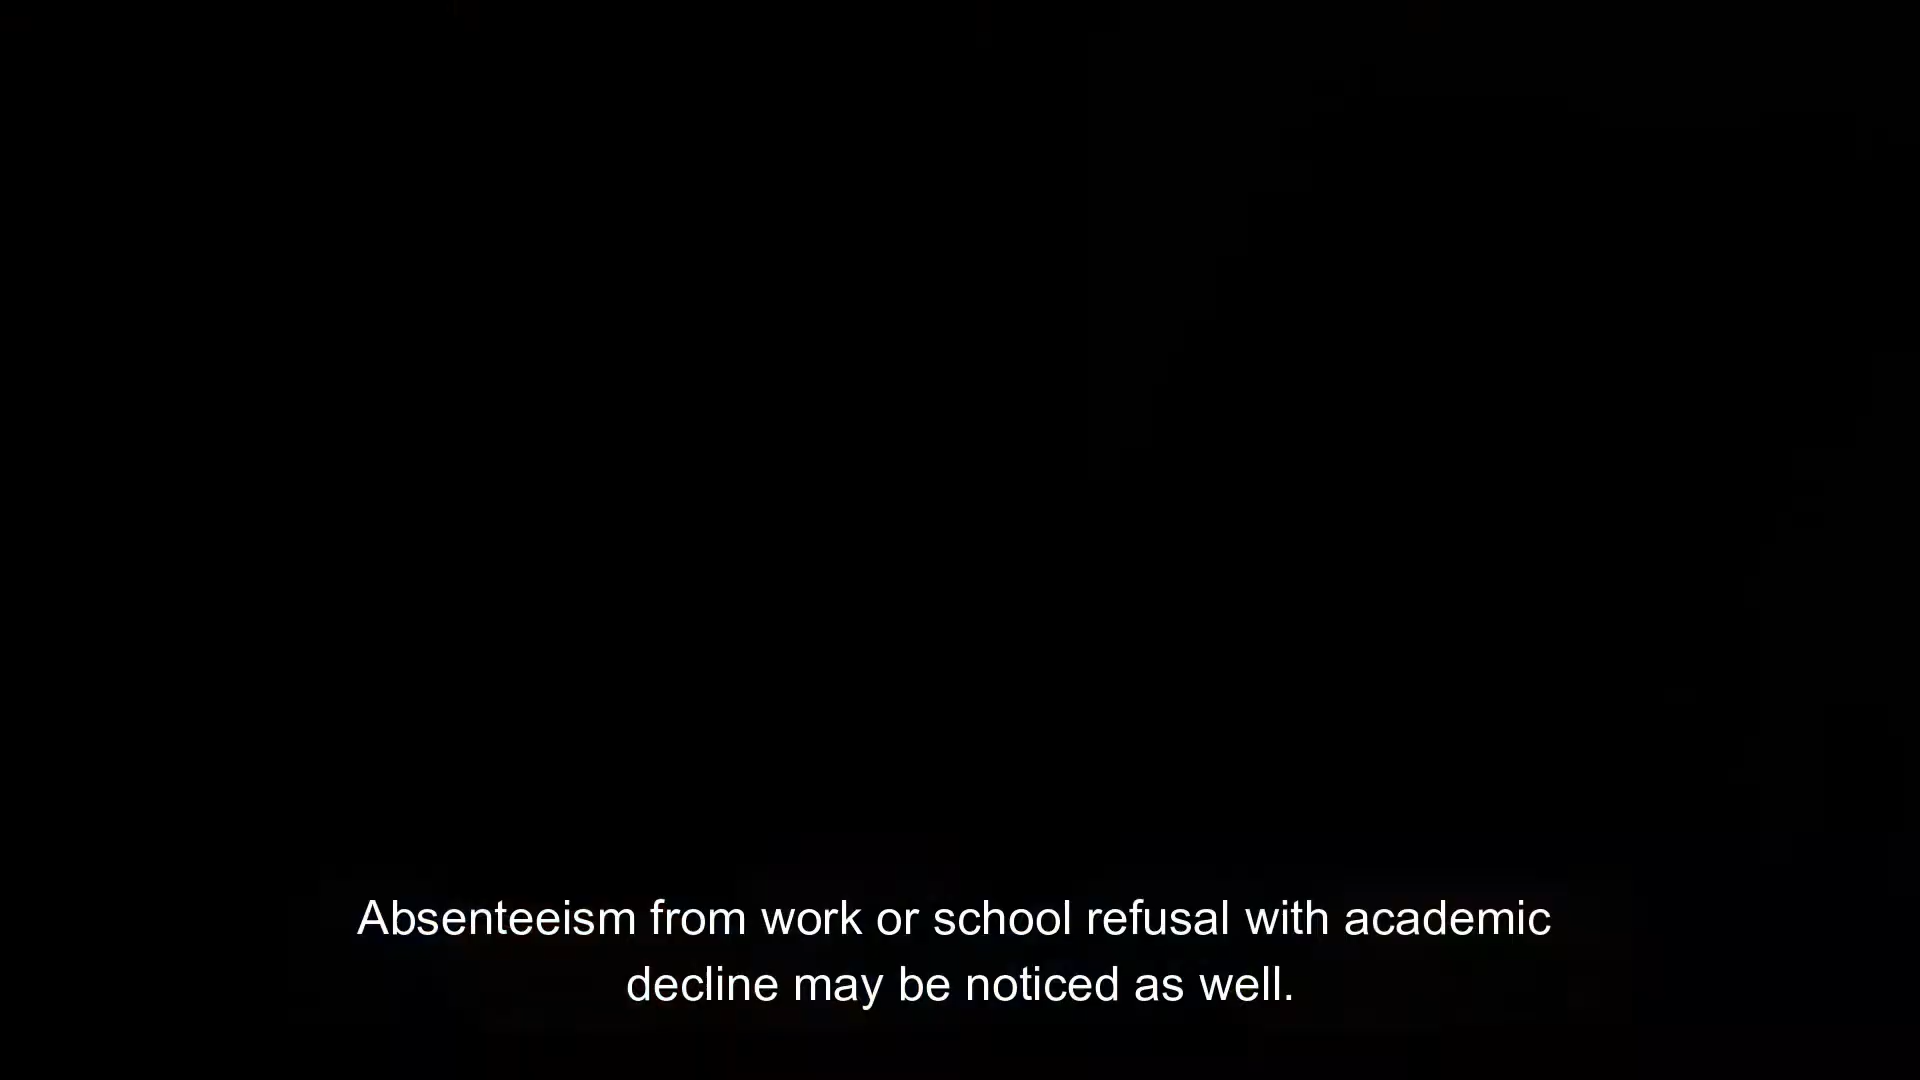 Absenteeism from work or school refusal with academic
decline may be noticed as well.